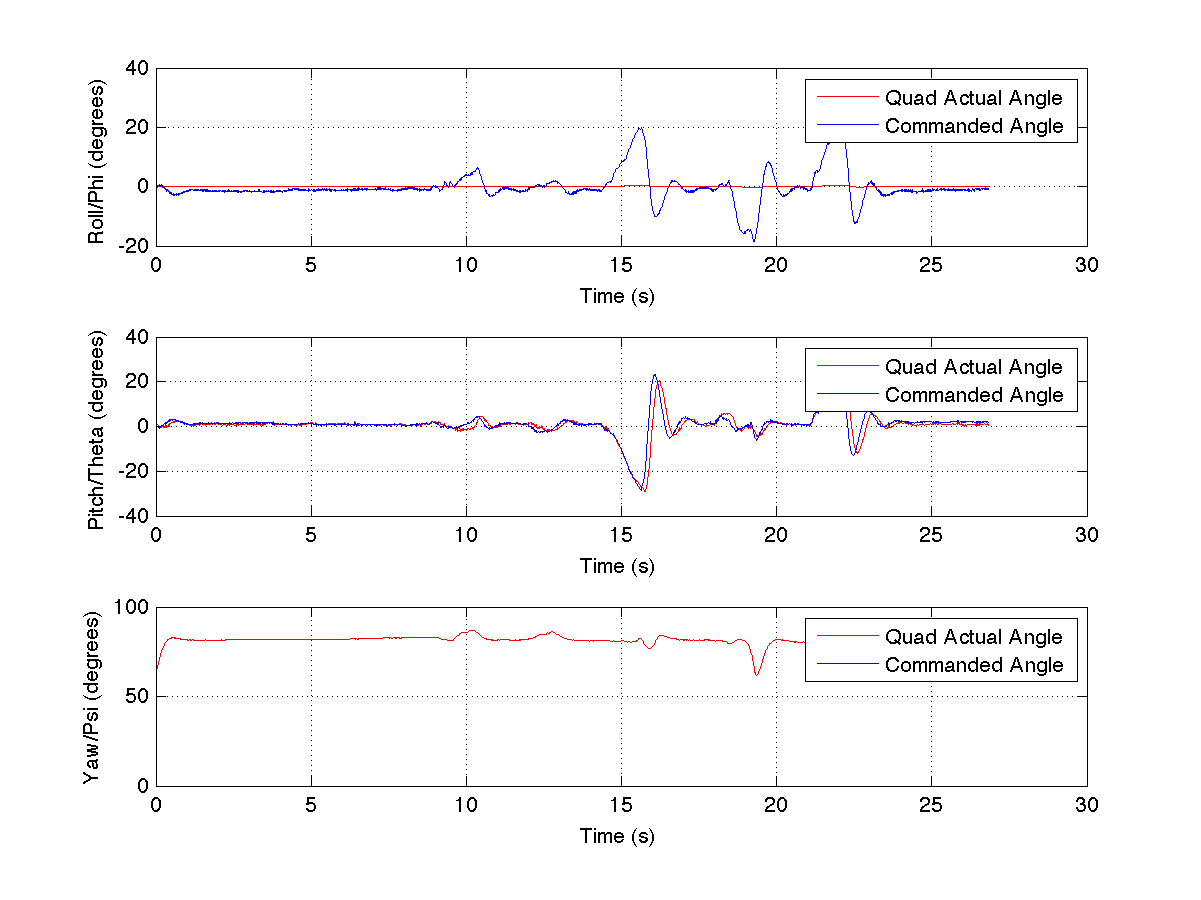 40
20
0
-20
Roll/Phi (degrees)
Quad Actual Angle
Commanded Angle
0 5 10 15 20 25 30
Time (s)
40
20
0
-20
-40
Pitch/Theta (degrees)
Quad Actual Angle
Commanded Angle
0 5 10 15 20 25 30
Time (s)
100
50
0
Yaw/Psi (degrees)
Quad Actual Angle
Commanded Angle
0 5 10 15 20 25 30
Time (s)